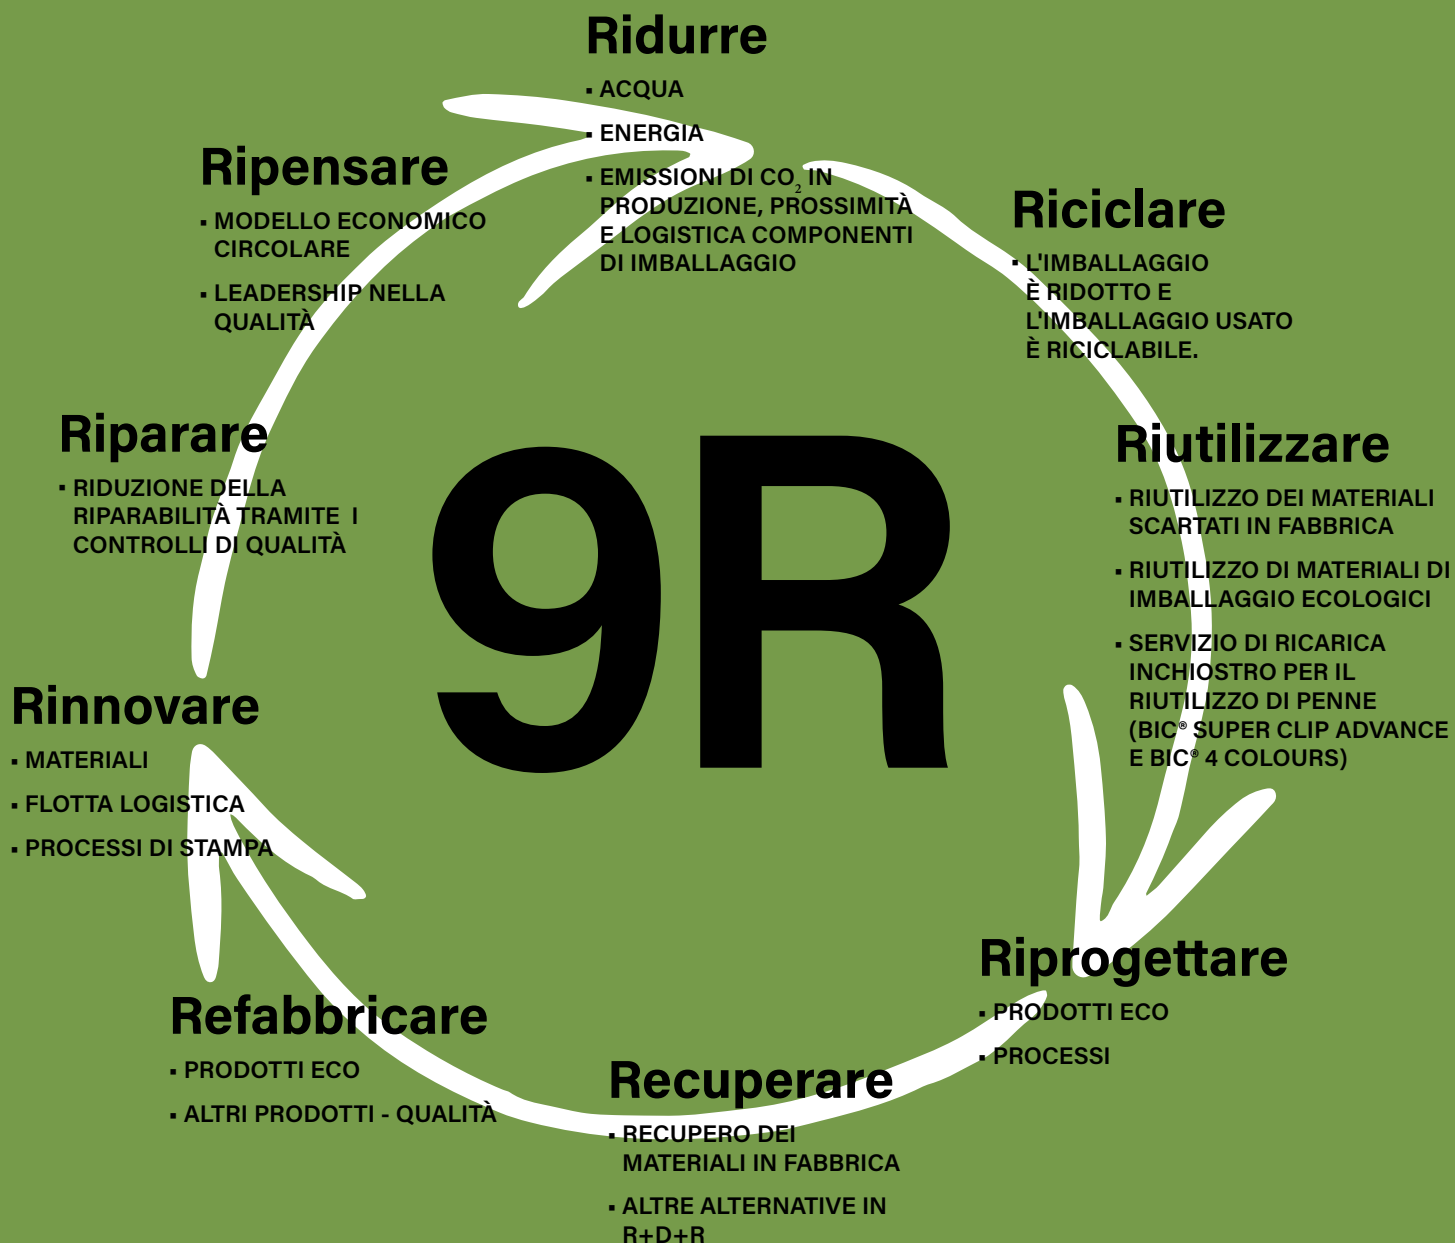 Ridurre
▪ ACQUA
▪ ENERGIA
▪ EMISSIONI DI CO₂ IN
PRODUZIONE, PROSSIMITÀ
E LOGISTICA COMPONENTI
DI IMBALLAGGIO
Riciclare
▪ L'IMBALLAGGIO
È RIDOTTO E
L'IMBALLAGGIO USATO
È RICICLABILE.
Riutilizzare
▪ RIUTILIZZO DEI MATERIALI
SCARTATI IN FABBRICA
▪ RIUTILIZZO DI MATERIALI DI
IMBALLAGGIO ECOLOGICI
▪ SERVIZIO DI RICARICA
INCHIOSTRO PER IL
RIUTILIZZO DI PENNE
(BIC® SUPER CLIP ADVANCE
E BIC® 4 COLOURS)
Riprogettare
▪ PRODOTTI ECO
▪ PROCESSI
Recuperare
▪ RECUPERO DEI
MATERIALI IN FABBRICA
▪ ALTRE ALTERNATIVE IN
R+D+R
Refabbricare
▪ PRODOTTI ECO
▪ ALTRI PRODOTTI - QUALITÀ
Rinnovare
▪ MATERIALI
▪ FLOTTA LOGISTICA
▪ PROCESSI DI STAMPA
Riparare
▪ RIDUZIONE DELLA
RIPARABILITÀ TRAMITE I
CONTROLLI DI QUALITÀ
Ripensare
▪ MODELLO ECONOMICO
CIRCOLARE
▪ LEADERSHIP NELLA
QUALITÀ
9R